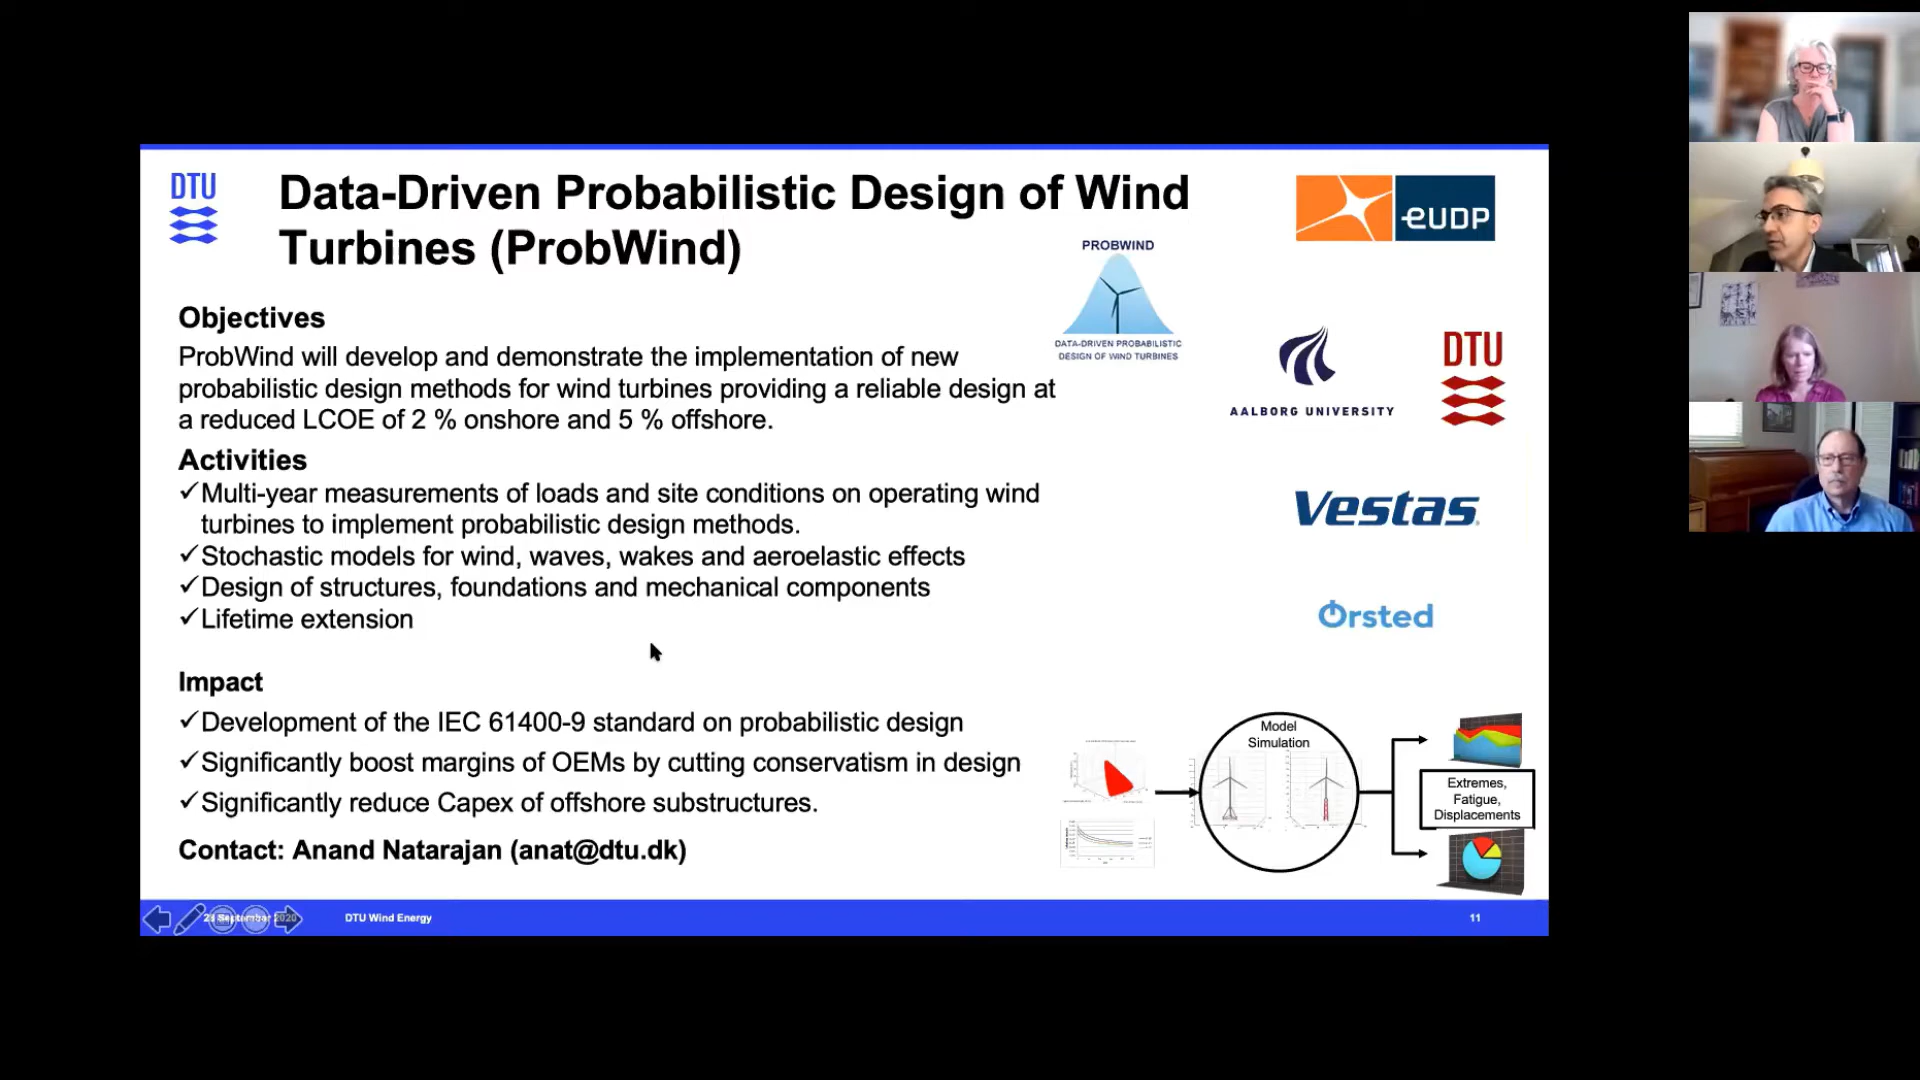 DTU
Data-Driven Probabilistic Design of Wind
Turbines (ProbWind)
eUDP
PROBWIND
DATA-DRIVEN PROBABILISTIC
DESIGN OF WIND TURBINES
Objectives
ProbWind will develop and demonstrate the implementation of new
probabilistic design methods for wind turbines providing a reliable design at
a reduced LCOE of 2 % onshore and 5 % offshore.
AALBORG UNIVERSITY
DTU
Activities
✓Multi-year measurements of loads and site conditions on operating wind
turbines to implement probabilistic design methods.
✓Stochastic models for wind, waves, wakes and aeroelastic effects
✓Design of structures, foundations and mechanical components
✓Lifetime extension
Vestas
Ørsted
Impact
✓Development of the IEC 61400-9 standard on probabilistic design
✓Significantly boost margins of OEMs by cutting conservatism in design
✓Significantly reduce Capex of offshore substructures.
Contact: Anand Natarajan (anat@dtu.dk)
Model
Simulation
Extremes,
Fatigue,
Displacements
September 2020
DTU Wind Energy
11